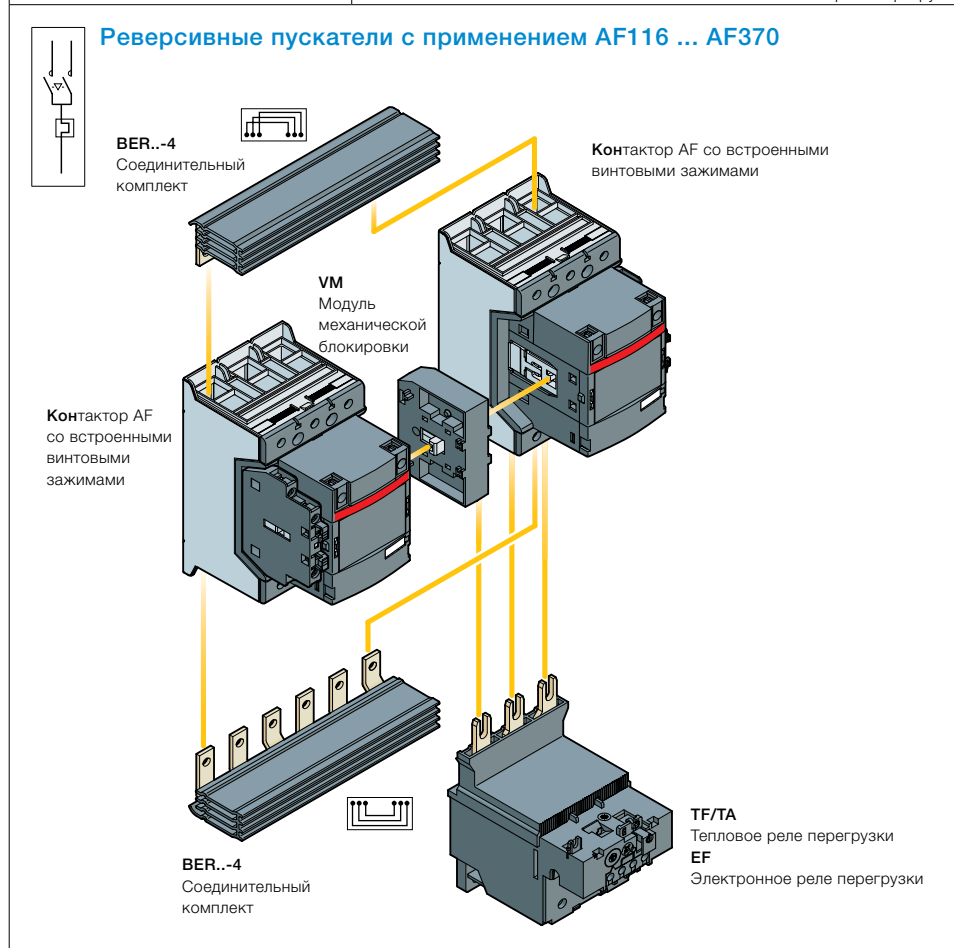 Реверсивные пускатели с применением AF116 ... AF370
BER..-4
Соединительный
комплект
Контактор AF со встроенными
винтовыми зажимами
VM
Модуль
механической
блокировки
Контактор AF
со встроенными
винтовыми
зажимами
BER..-4
Соединительный
комплект
TF/TA
Тепловое реле перегрузки
EF
Электронное реле перегрузки